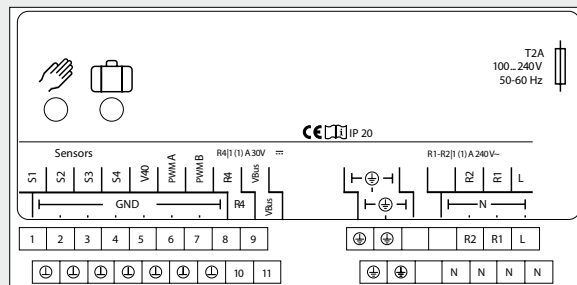 T2A
100...240 V
50-60 Hz
CE i IP 20
Sensors
R4|1 (1) A 30V
R1-R2|1 (1) A 240 V~
S1 S2 S3 S4 V40 PWM A PWM B R4 VBus
R2 R1 L
GND R4 VBus
N
1 2 3 4 5 6 7 8 9
R2 R1 L
10 11
N N N N